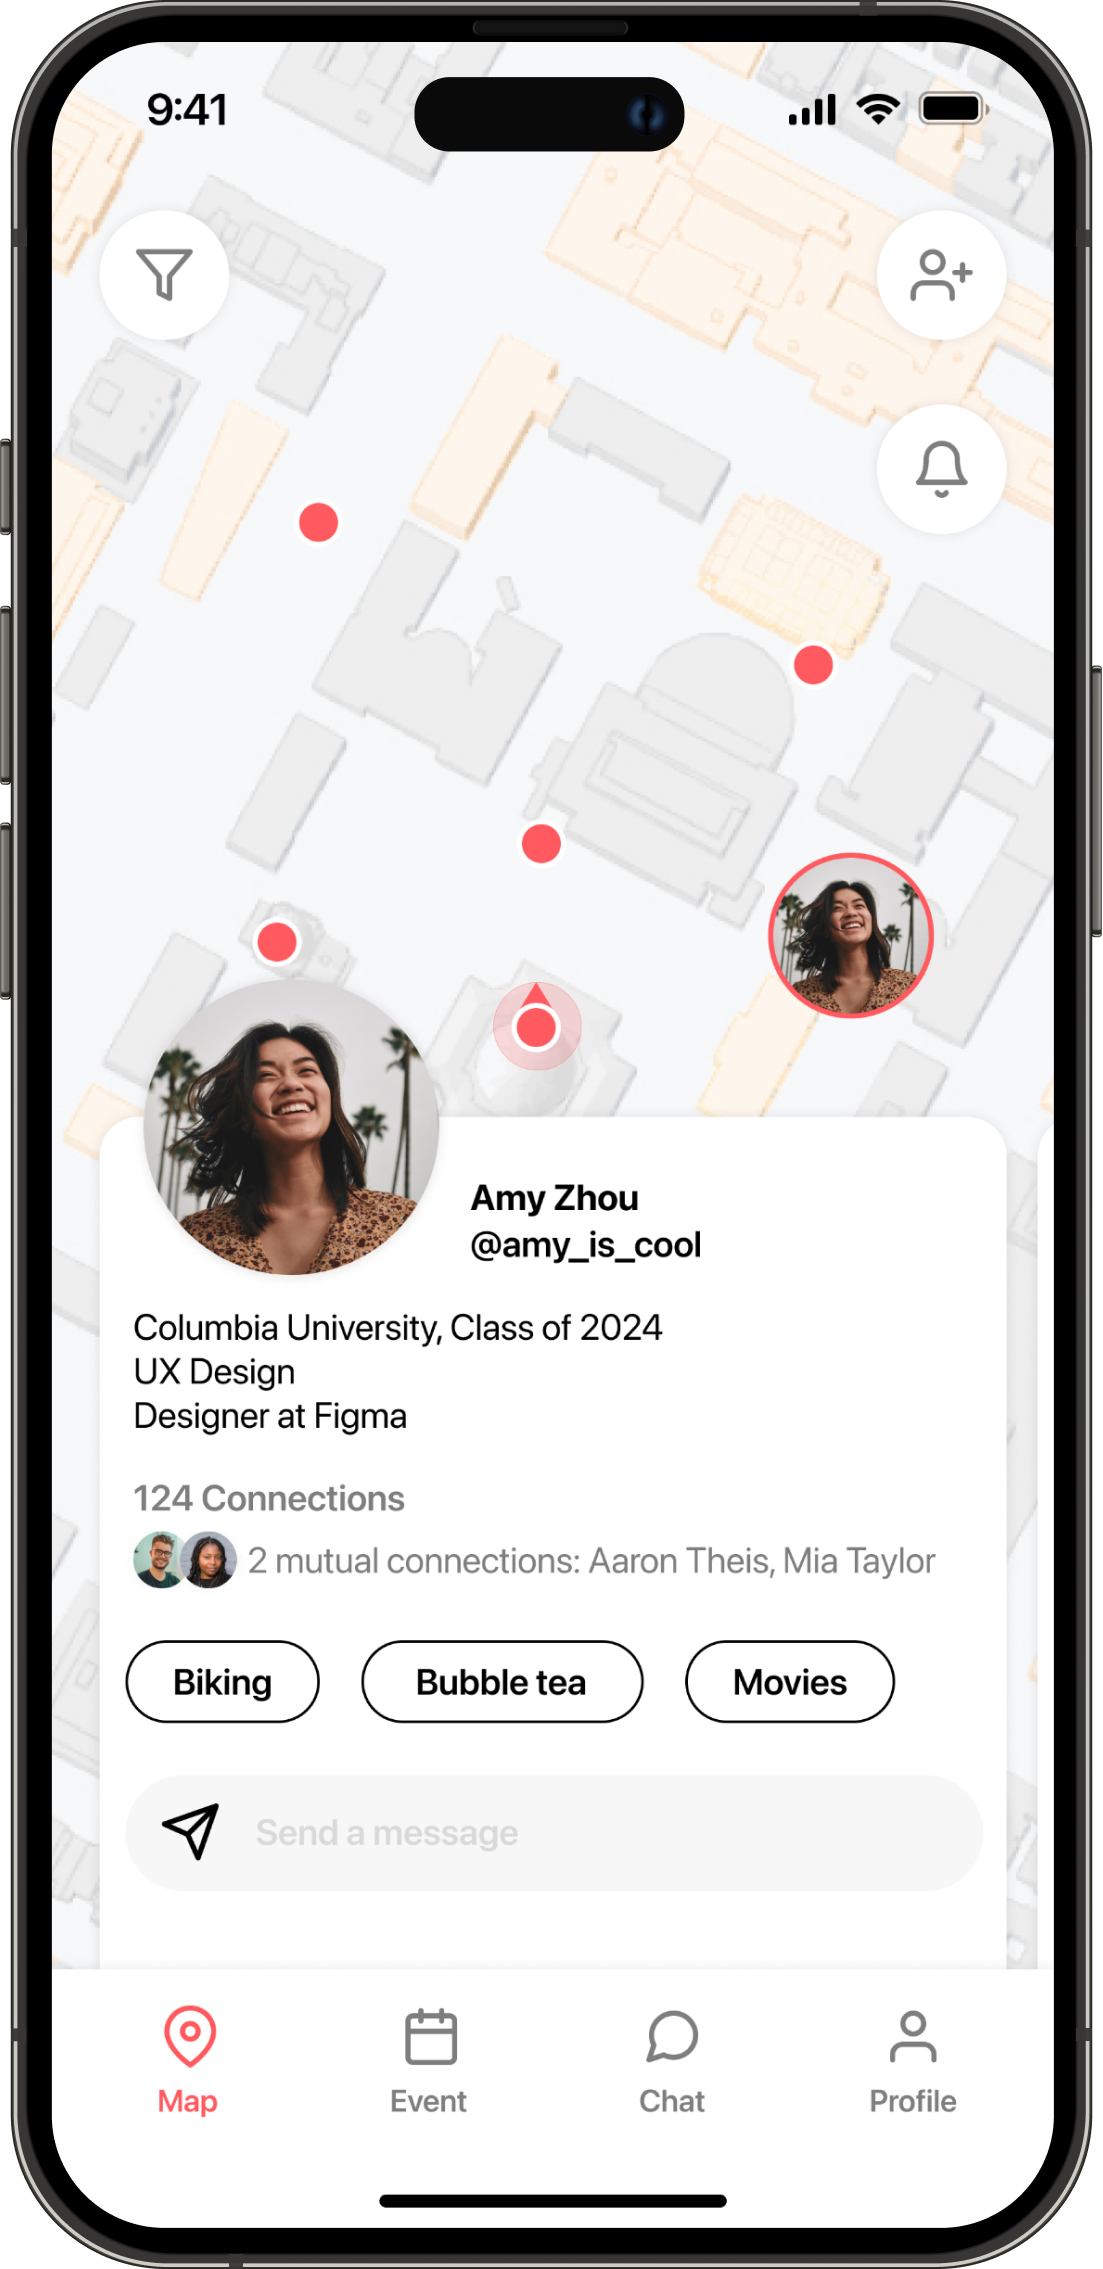 9:41
Amy Zhou
@amy_is_cool
Columbia University, Class of 2024
UX Design
Designer at Figma
124 Connections
2 mutual connections: Aaron Theis, Mia Taylor
Biking
Bubble tea
Movies
Send a message
Map
Event
Chat
Profile